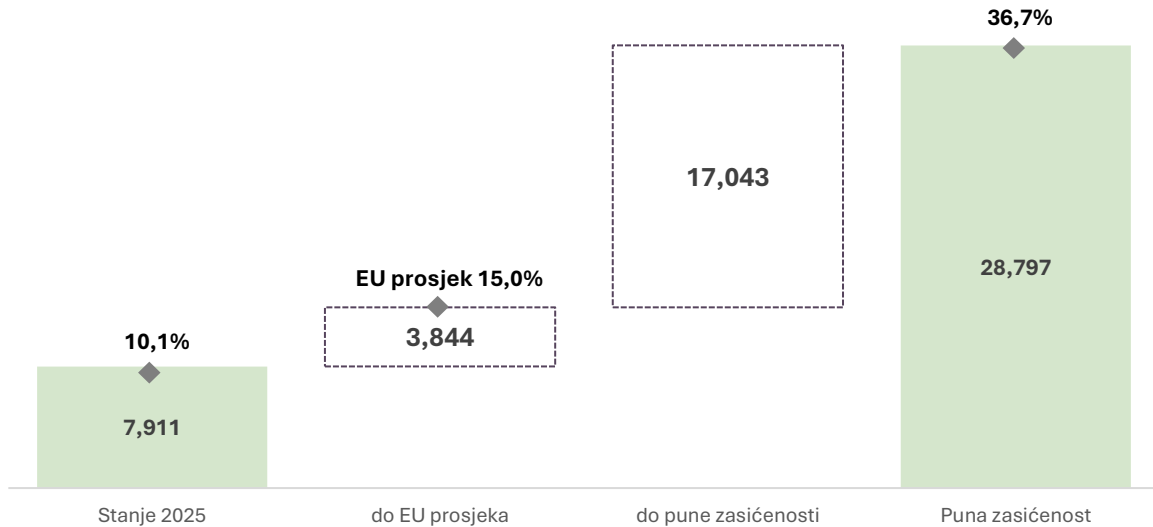 36,7%
17,043
28,797
EU prosjek 15,0%
3,844
10,1%
7,911
Stanje 2025
do EU prosjeka
do pune zasićenosti
Puna zasićenost